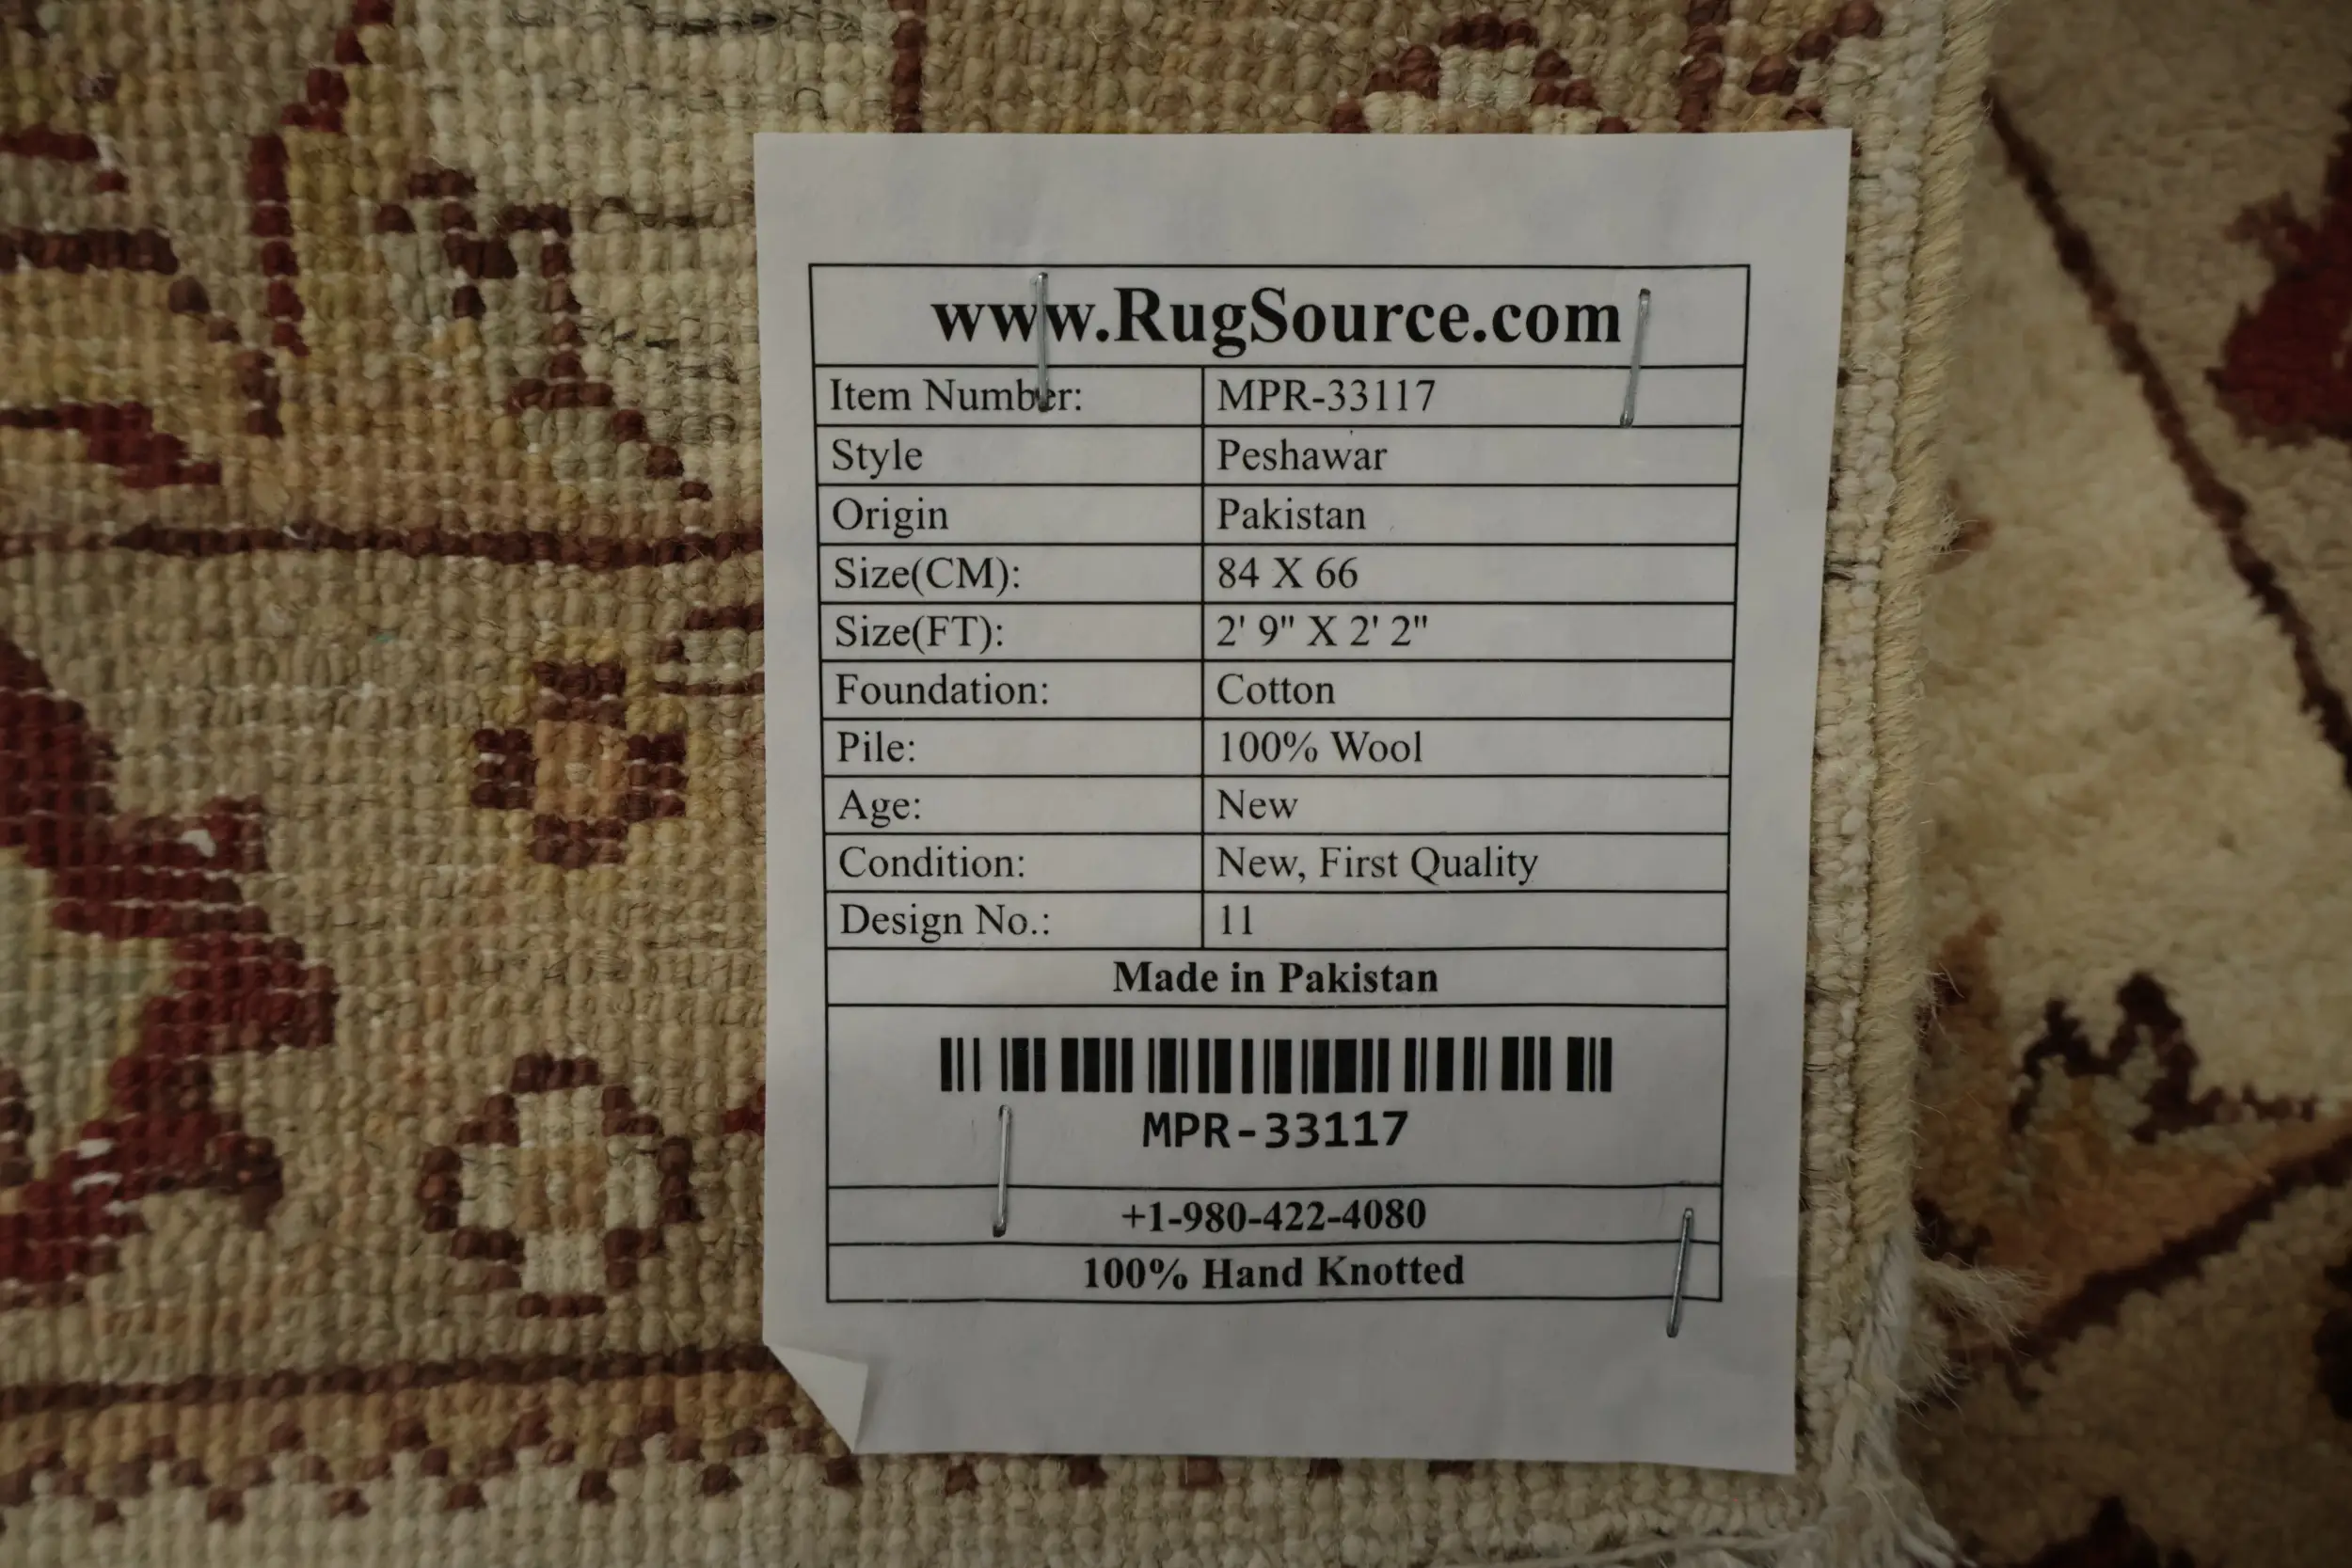 www.RugSource.com
Item Number: MPR-33117
Style Peshawar
Origin Pakistan
Size(CM): 84 X 66
Size(FT): 2' 9" X 2' 2"
Foundation: Cotton
Pile: 100% Wool
Age: New
Condition: New, First Quality
Design No.: 11
Made in Pakistan
MPR-33117
+1-980-422-4080
100% Hand Knotted